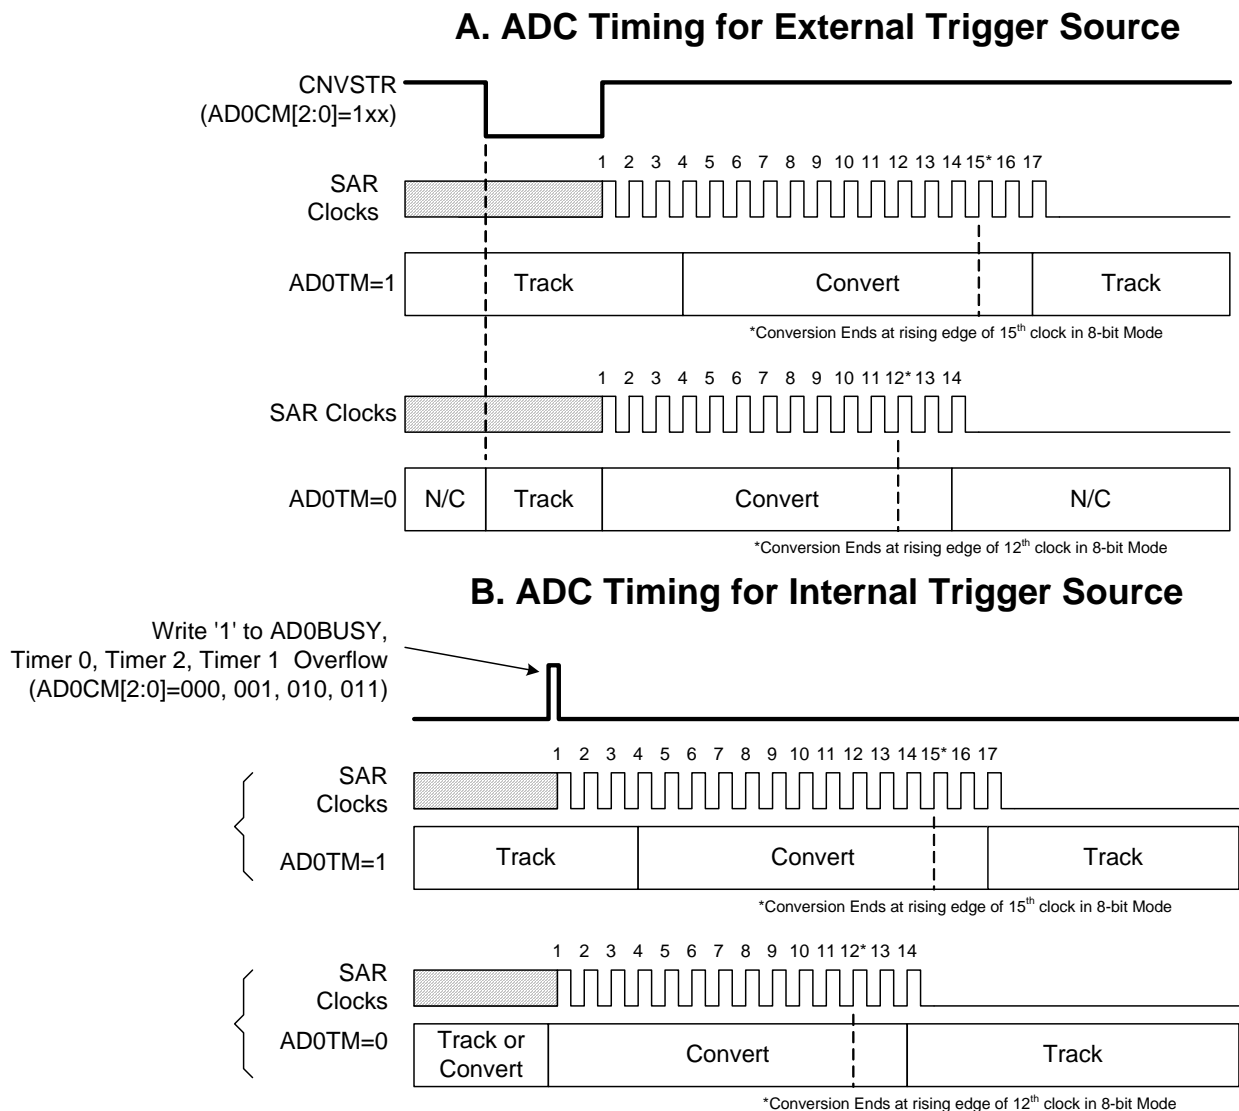 A. ADC Timing for External Trigger Source
CNVSTR
(AD0CM[2:0]=1xx)
1 2 3 4 5 6 7 8 9 10 11 12 13 14 15* 16 17
SAR
Clocks
AD0TM=1
Track
Convert
Track
*Conversion Ends at rising edge of 15th clock in 8-bit Mode
1 2 3 4 5 6 7 8 9 10 11 12* 13 14
SAR Clocks
AD0TM=0
N/C
Track
Convert
N/C
*Conversion Ends at rising edge of 12th clock in 8-bit Mode
B. ADC Timing for Internal Trigger Source
Write '1' to AD0BUSY,
Timer 0, Timer 2, Timer 1 Overflow
(AD0CM[2:0]=000, 001, 010, 011)
1 2 3 4 5 6 7 8 9 10 11 12 13 14 15* 16 17
SAR
Clocks
AD0TM=1
Track
Convert
Track
*Conversion Ends at rising edge of 15th clock in 8-bit Mode
1 2 3 4 5 6 7 8 9 10 11 12* 13 14
SAR
Clocks
AD0TM=0
Track or
Convert
Convert
Track
*Conversion Ends at rising edge of 12th clock in 8-bit Mode